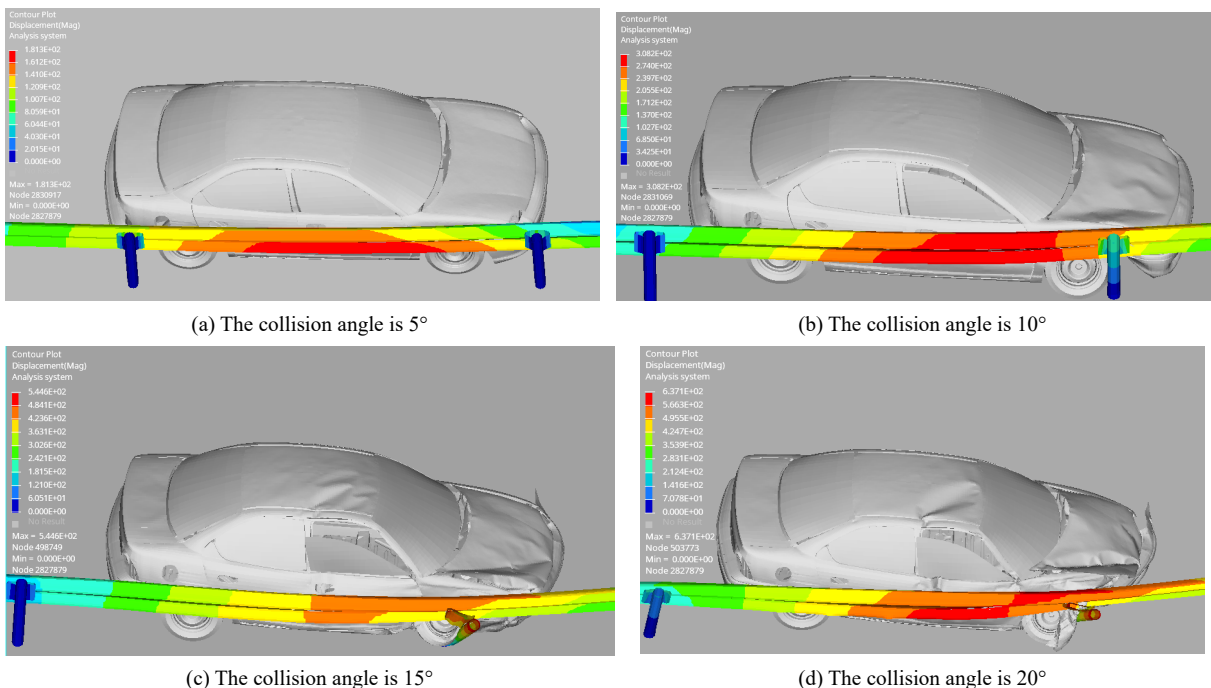 Contour Plot
Displacement(Mag)
Analysis system
1.813E+02
1.612E+02
1.410E+02
1.209E+02
1.007E+02
8.059E+01
6.044E+01
4.030E+01
2.015E+01
0.000E+00
Max = 1.813E+02
Node 2830917
Min = 0.000E+00
Node 2827879
(a) The collision angle is 5°
Contour Plot
Displacement(Mag)
Analysis system
3.082E+02
2.740E+02
2.397E+02
2.055E+02
1.712E+02
1.370E+02
1.027E+02
6.850E+01
3.425E+01
0.000E+00
No Result
Max = 3.082E+02
Node 2831069
Min = 0.000E+00
Node 2827879
(b) The collision angle is 10°
Contour Plot
Displacement(Mag)
Analysis system
5.446E+02
4.841E+02
4.236E+02
3.631E+02
3.026E+02
2.421E+02
1.815E+02
1.210E+02
6.051E+01
0.000E+00
No Result
Max = 5.446E+02
Node 498749
Min = 0.000E+00
Node 2827879
(c) The collision angle is 15°
Contour Plot
Displacement(Mag)
Analysis system
6.371E+02
5.663E+02
4.955E+02
4.247E+02
3.539E+02
2.831E+02
2.124E+02
1.416E+02
7.078E+01
0.000E+00
No Result
Max = 6.371E+02
Node 503773
Min = 0.000E+00
Node 2827879
(d) The collision angle is 20°